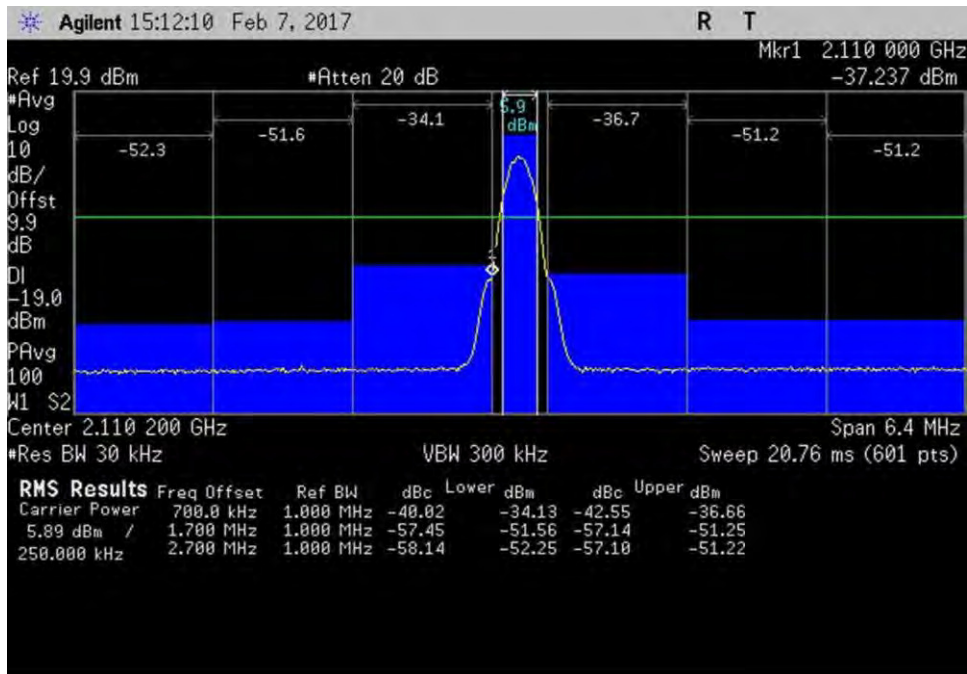 Agilent 15:12:10 Feb 7, 2017 R T
Mkr1 2.110 000 GHz
Ref 19.9 dBm #Atten 20 dB -37.237 dBm
#Avg
Log
10
dB/
Offst
9.9
dB
DI
-19.0
dBm
PAvg
100
W1 S2
-52.3 -51.6 -34.1 5.9 dBm -36.7 -51.2 -51.2
1
Center 2.110 200 GHz Span 6.4 MHz
#Res BW 30 kHz VBW 300 kHz Sweep 20.76 ms (601 pts)
RMS Results Freq Offset Ref BW dBc Lower dBm dBc Upper dBm
Carrier Power 700.0 kHz 1.000 MHz -40.02 -34.13 -42.55 -36.66
5.89 dBm / 1.700 MHz 1.000 MHz -57.45 -51.56 -57.14 -51.25
250.000 kHz 2.700 MHz 1.000 MHz -58.14 -52.25 -57.10 -51.22